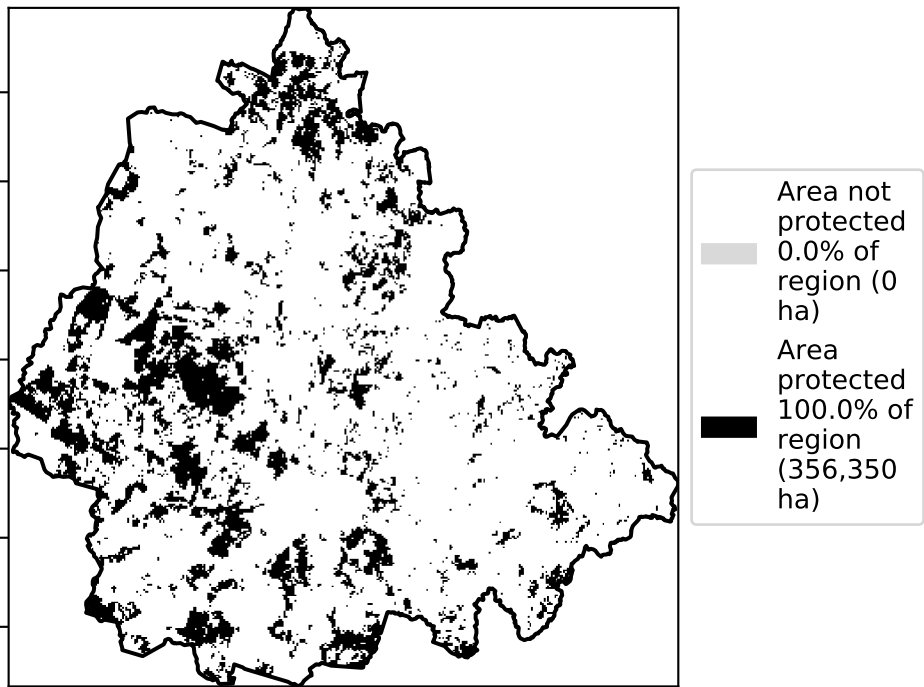 Area not
protected
0.0% of
region (0
ha)
Area
protected
100.0% of
region
(356,350
ha)